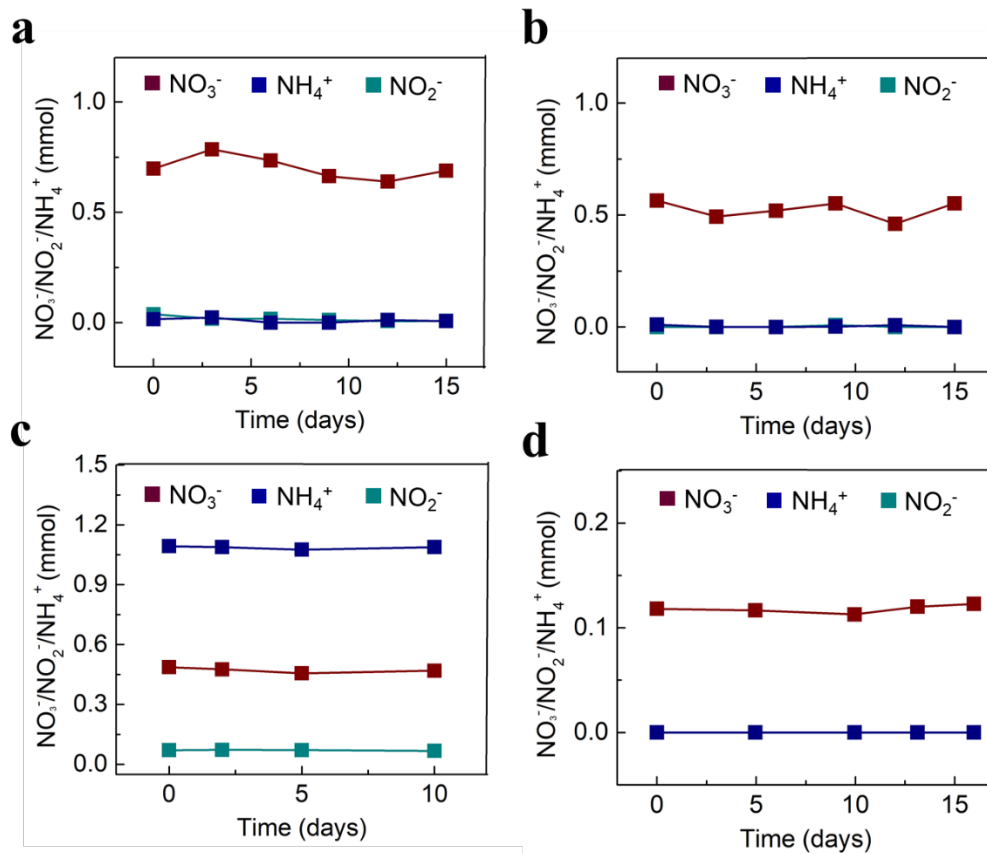 a
NO₃⁻ NH₄⁺ NO₂⁻
1.0
0.5
0.0
NO₃⁻/NO₂⁻/NH₄⁺ (mmol)
0 5 10 15
Time (days)
b
NO₃⁻ NH₄⁺ NO₂⁻
1.0
0.5
0.0
NO₃⁻/NO₂⁻/NH₄⁺ (mmol)
0 5 10 15
Time (days)
c
NO₃⁻ NH₄⁺ NO₂⁻
1.5
1.2
0.9
0.6
0.3
0.0
NO₃⁻/NO₂⁻/NH₄⁺ (mmol)
0 5 10
Time (days)
d
NO₃⁻ NH₄⁺ NO₂⁻
0.2
0.1
0.0
NO₃⁻/NO₂⁻/NH₄⁺ (mmol)
0 5 10 15
Time (days)